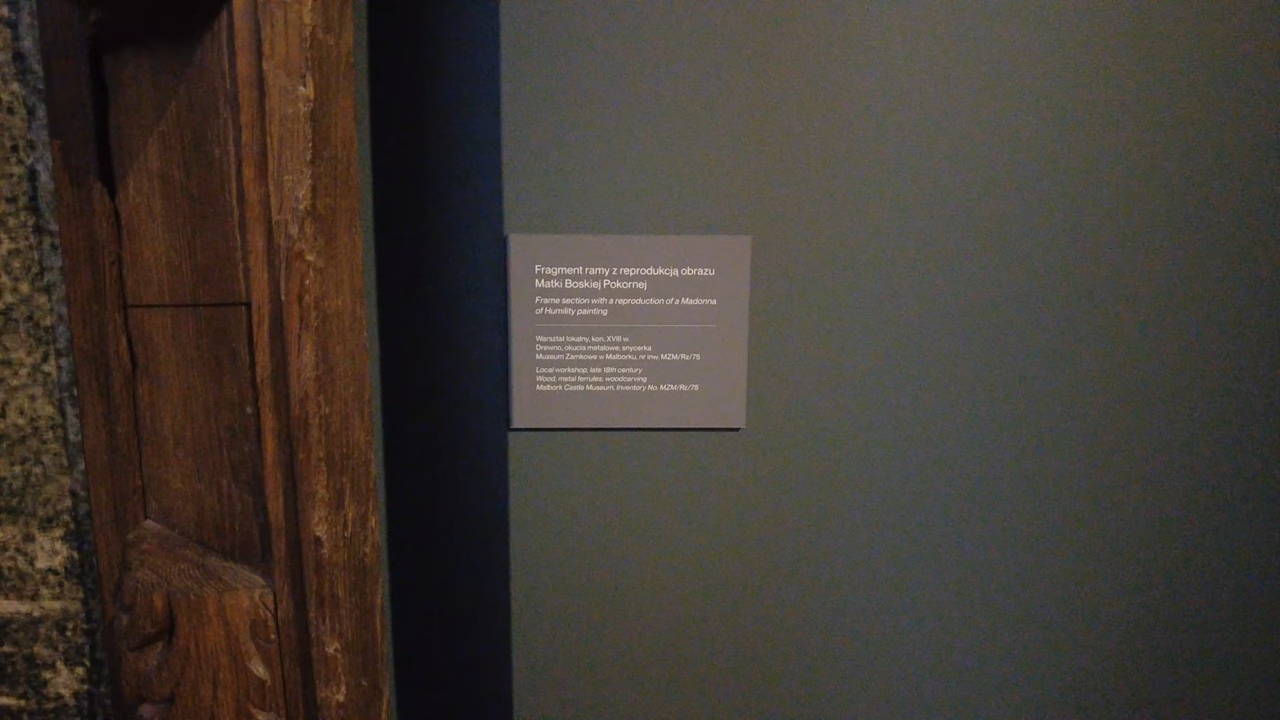 Fragment ramy z reprodukcją obrazu
Matki Boskiej Pokornej
Frame section with a reproduction of a Madonna
of Humility painting
Warsztat lokalny, kon. XVIII w.
Drewno, okucia metalowe; snycerka
Muzeum Zamkowe w Malborku, nr inw. MZM/Rz/75
Local workshop, late 18th century
Wood, metal ferrules, woodcarving
Malbork Castle Museum, Inventory No. MZM/Rz/75